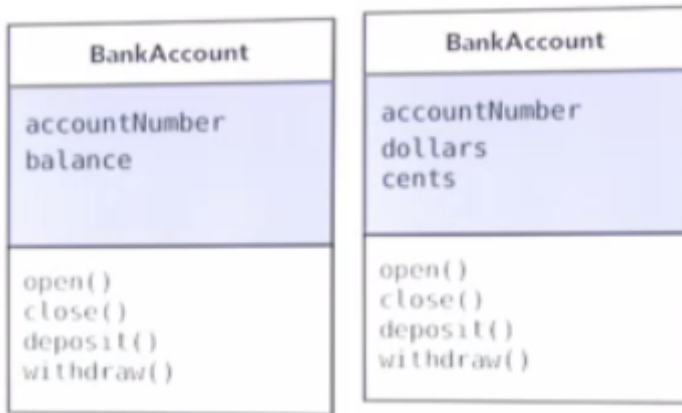 BankAccount
accountNumber
balance
open()
close()
deposit()
withdraw()
BankAccount
accountNumber
dollars
cents
open()
close()
deposit()
withdraw()